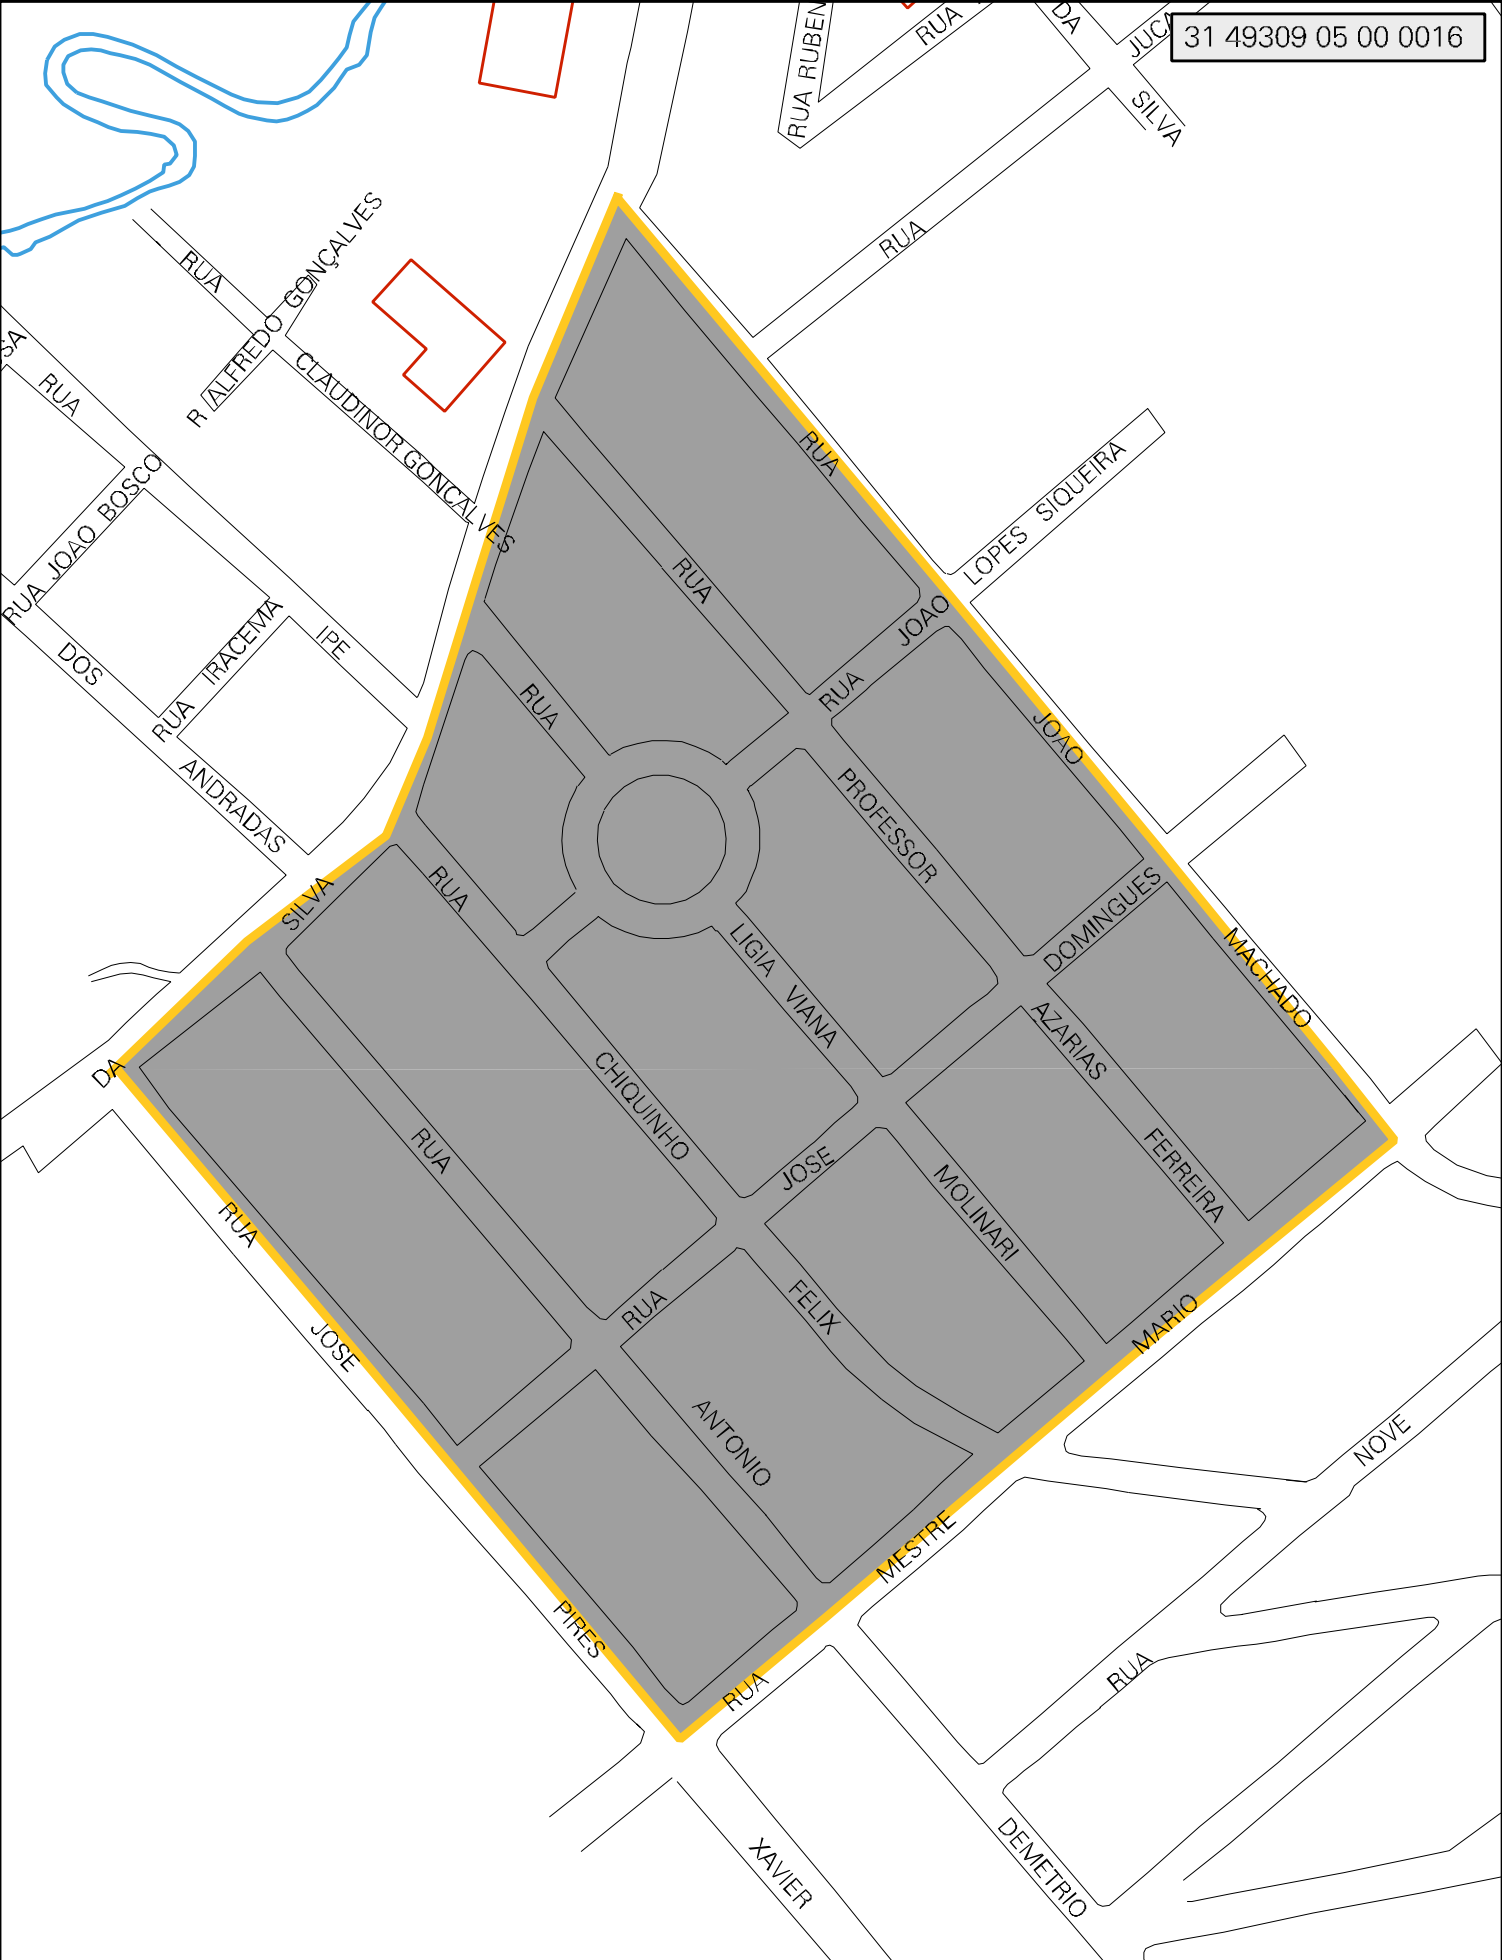 31 49309 05 00 0016
RUA
DA
SILVA
RUA
RUA
R ALFREDO GONÇALVES
CLAUDINOR GONÇALVES
RUA
RUA JOAO BOSCO
RUA IRACEMA
IPE
DOS
ANDRADAS
SILVA
DA
RUA
JOAO
MACHADO
LOPES SIQUEIRA
RUA JOAO
DOMINGUES
RUA
PROFESSOR
AZARIAS
FERREIRA
RUA
LIGIA VIANA
MOLINARI
RUA
CHIQUINHO
FELIX
RUA
ANTONIO
RUA
JOSE
RUA
JOSE
PIRES
XAVIER
RUA
MESTRE
MARIO
NOVE
RUA
DEMETRIO